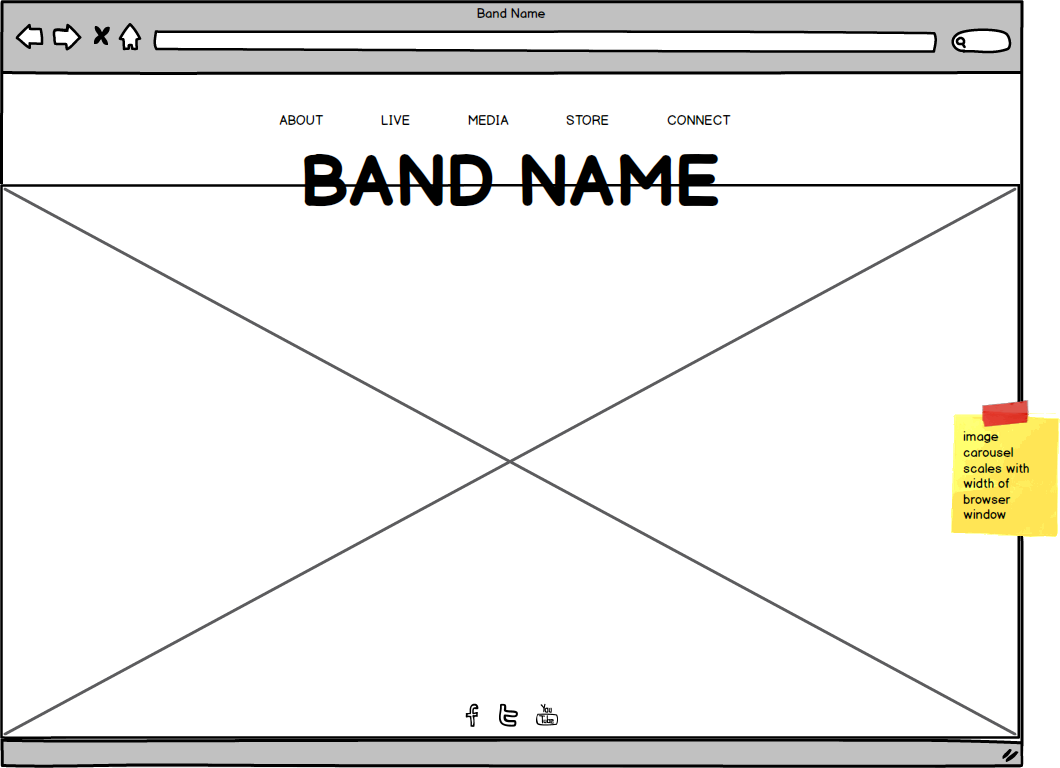 Band Name
ABOUT LIVE MEDIA STORE CONNECT
BAND NAME
image
carousel
scales with
width of
browser
window
f t You
Tube